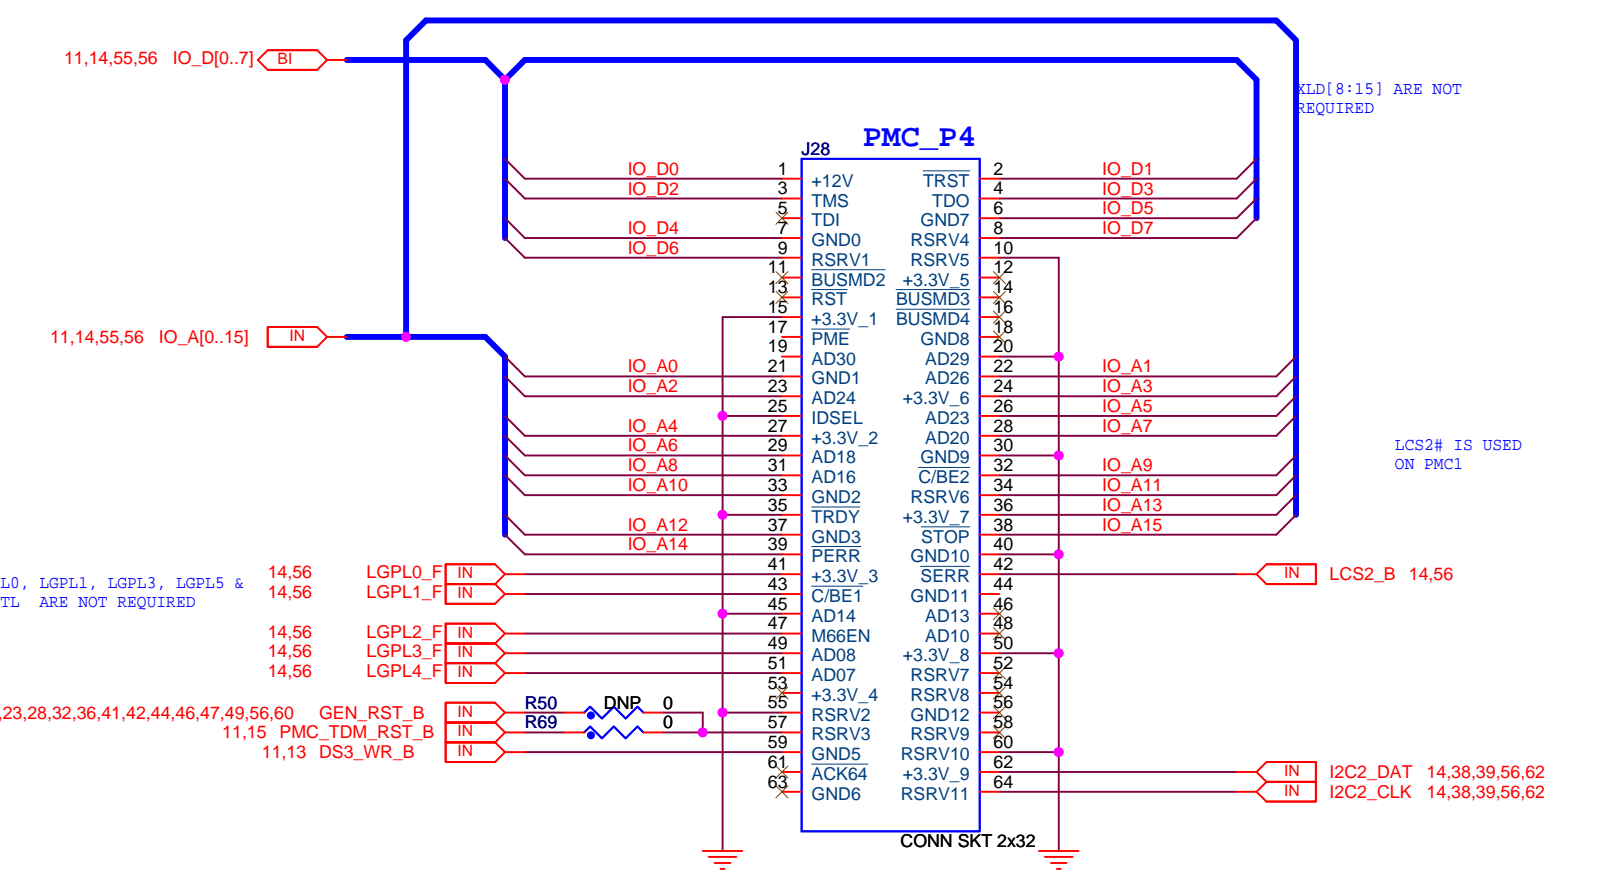 11,14,55,56 IO_D[0..7] BI
XLD[8:15] ARE NOT
REQUIRED
PMC_P4
J28
IO_D0 1 +12V TRST 2 IO_D1
IO_D2 3 TMS TDO 4 IO_D3
5 TDI GND7 6 IO_D5
IO_D4 7 GND0 RSRV4 8 IO_D7
IO_D6 9 RSRV1 RSRV5 10
11 BUSMD2 +3.3V_5 12
13 RST BUSMD3 14
15 +3.3V_1 BUSMD4 16
11,14,55,56 IO_A[0..15] IN
17 PME GND8 18
19 AD30 AD29 20
IO_A0 21 GND1 AD26 22 IO_A1
IO_A2 23 AD24 +3.3V_6 24 IO_A3
25 IDSEL AD23 26 IO_A5
IO_A4 27 +3.3V_2 AD20 28 IO_A7
IO_A6 29 AD18 GND9 30
IO_A8 31 AD16 C/BE2 32 IO_A9
IO_A10 33 GND2 RSRV6 34 IO_A11
35 TRDY +3.3V_7 36 IO_A13
IO_A12 37 GND3 STOP 38 IO_A15
IO_A14 39 PERR GND10 40
LCS2# IS USED
ON PMC1
L0, LGPL1, LGPL3, LGPL5 &
TL ARE NOT REQUIRED
14,56 LGPL0_F IN 41 +3.3V_3 SERR 42 IN LCS2_B 14,56
14,56 LGPL1_F IN 43 C/BE1 GND11 44
45 AD14 AD13 46
14,56 LGPL2_F IN 47 M66EN AD10 48
14,56 LGPL3_F IN 49 AD08 +3.3V_8 50
14,56 LGPL4_F IN 51 AD07 RSRV7 52
53 +3.3V_4 RSRV8 54
,23,28,32,36,41,42,44,46,47,49,56,60 GEN_RST_B IN R50 DNP 0 55 RSRV2 GND12 56
11,15 PMC_TDM_RST_B IN R69 0 57 RSRV3 RSRV9 58
11,13 DS3_WR_B IN 59 GND5 RSRV10 60
61 ACK64 +3.3V_9 62 IN I2C2_DAT 14,38,39,56,62
63 GND6 RSRV11 64 IN I2C2_CLK 14,38,39,56,62
CONN SKT 2x32